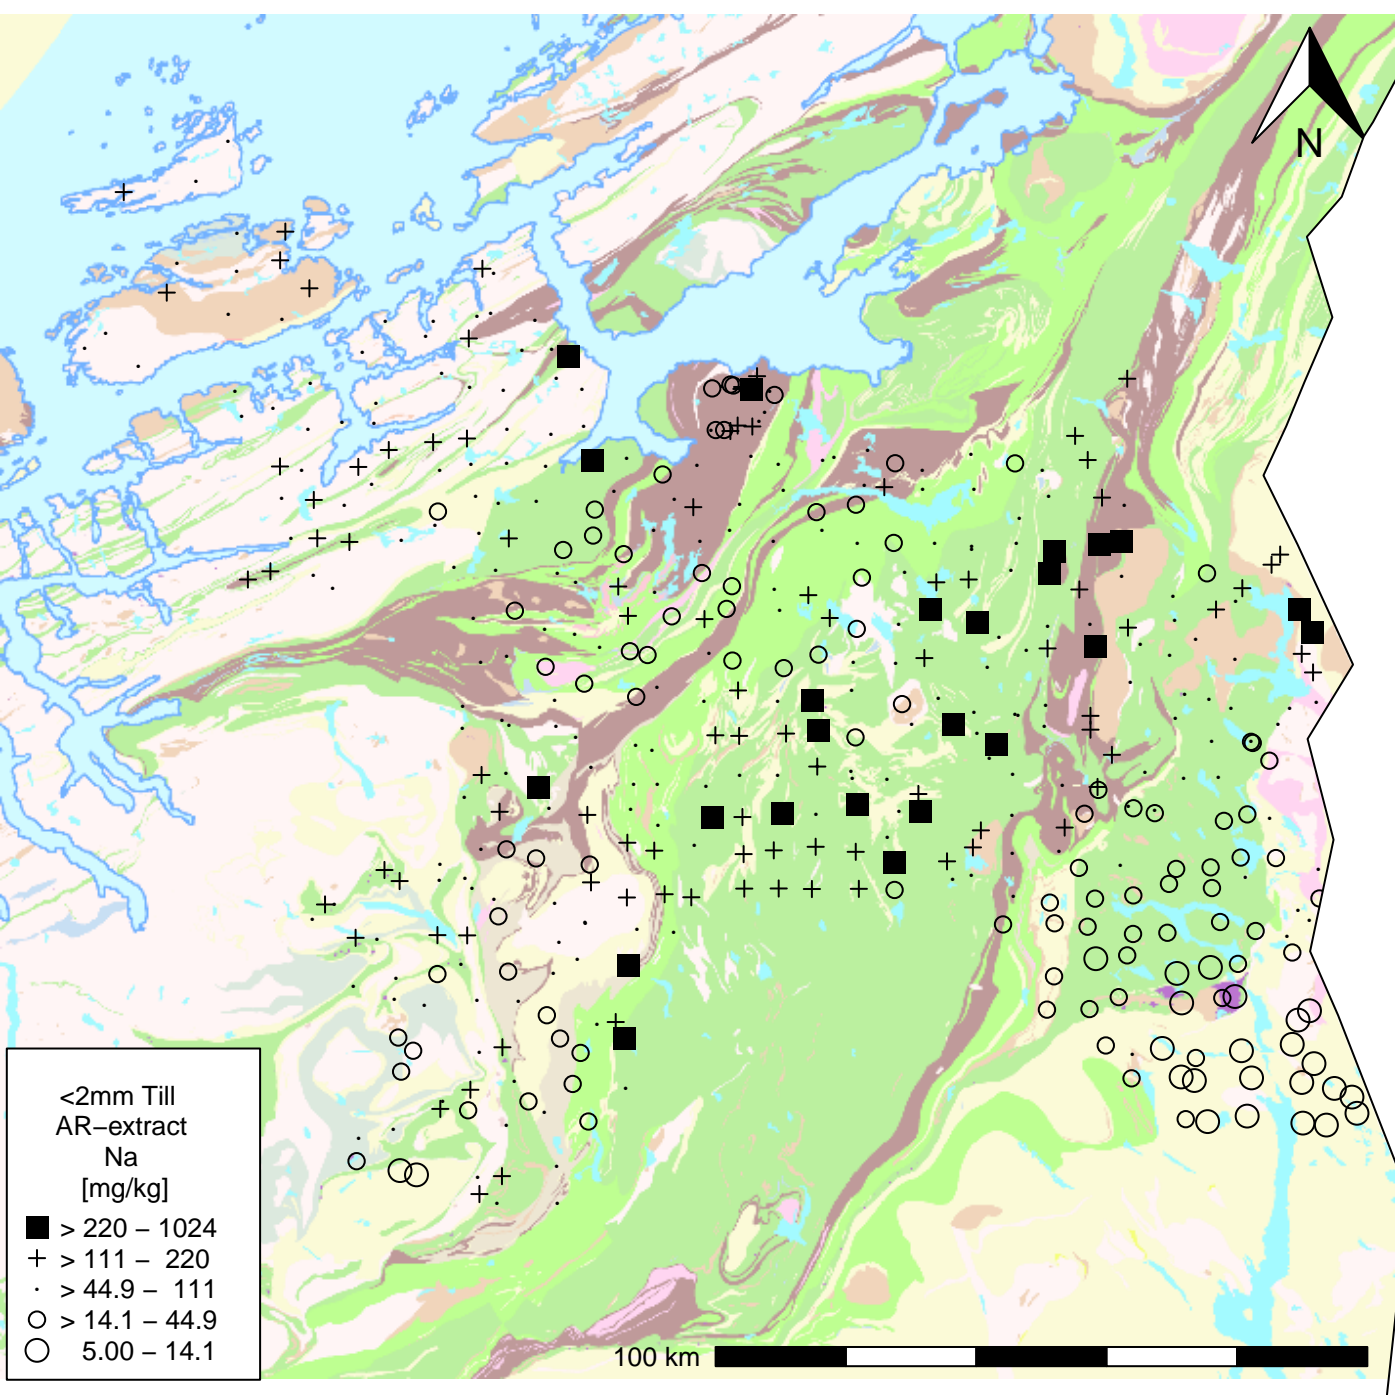 N
<2mm Till
AR−extract
Na
[mg/kg]
> 220 − 1024
> 111 − 220
> 44.9 − 111
> 14.1 − 44.9
5.00 − 14.1
100 km